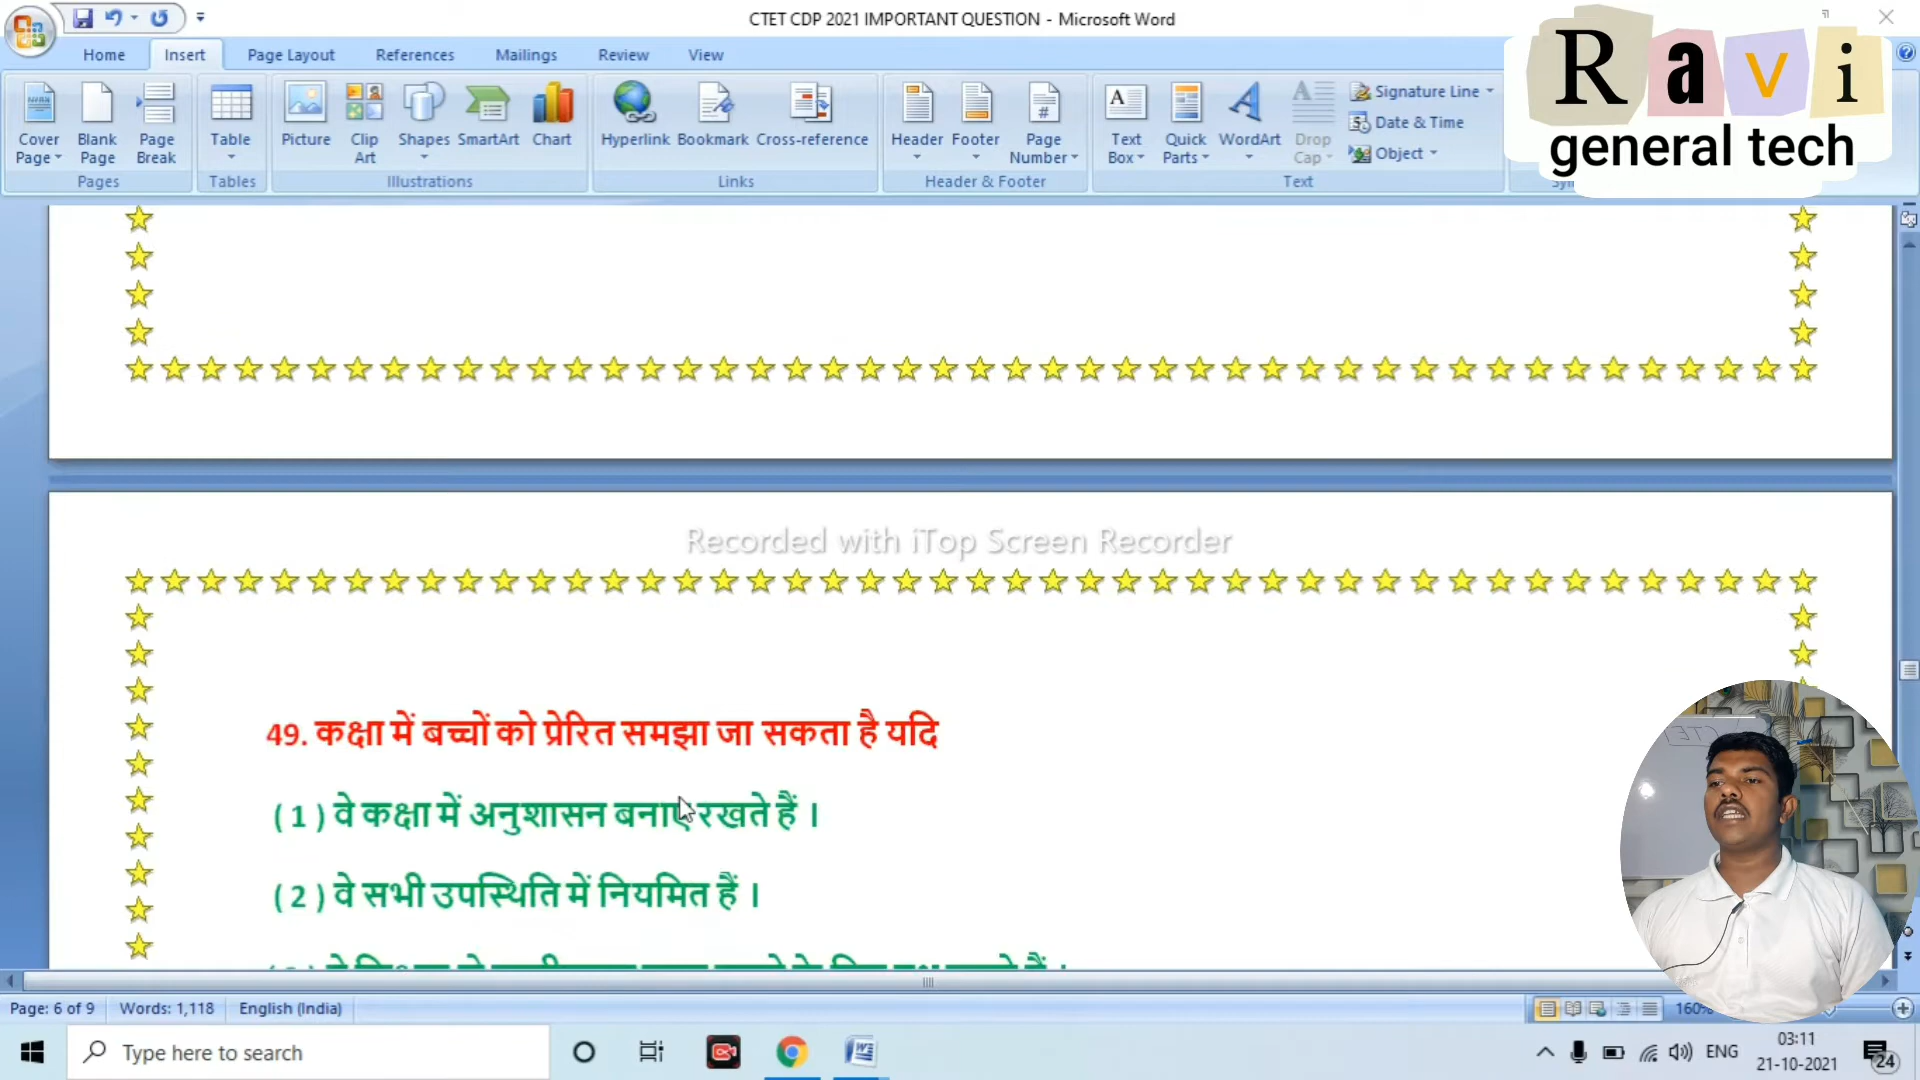 CTET CDP 2021 IMPORTANT QUESTION - Microsoft Word
Home Insert Page Layout References Mailings Review View
Cover Page
Blank Page
Page Break
Table
Picture
Clip Art
Shapes
SmartArt
Chart
Hyperlink
Bookmark
Cross-reference
Header
Footer
Page Number
Text Box
Quick Parts
WordArt
Drop Cap
Signature Line
Date & Time
Object
Pages Tables Illustrations Links Header & Footer Text
Ravi
general tech
Recorded with iTop Screen Recorder
49. कक्षा में बच्चों को प्रेरित समझा जा सकता है यदि
( 1 ) वे कक्षा में अनुशासन बनाए रखते हैं ।
( 2 ) वे सभी उपस्थिति में नियमित हैं ।
Page: 6 of 9 Words: 1,118 English (India) 160%
Type here to search
ENG
03:11
21-10-2021
24